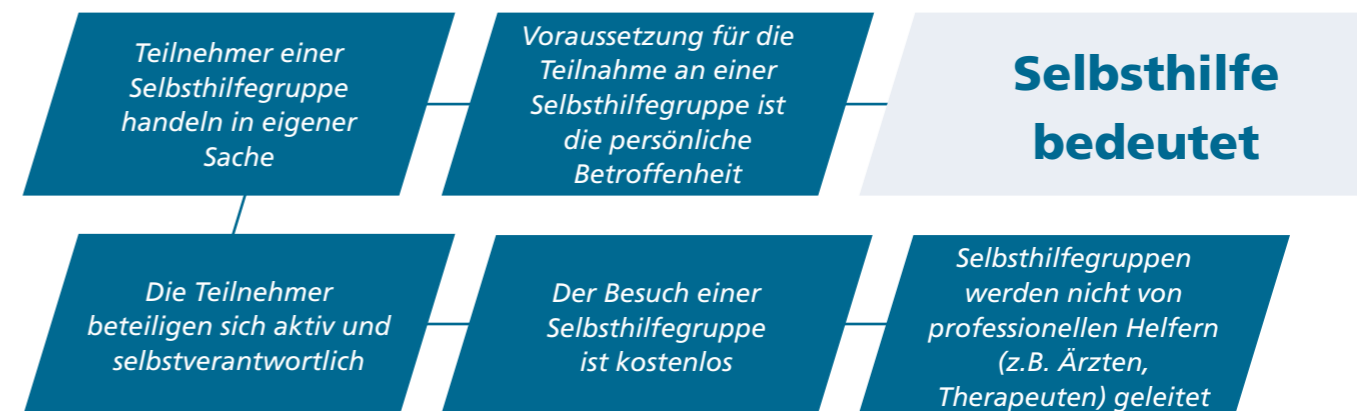 Selbsthilfe
bedeutet
Voraussetzung für die
Teilnahme an einer
Selbsthilfegruppe ist
die persönliche
Betroffenheit
Teilnehmer einer
Selbsthilfegruppe
handeln in eigener
Sache
Die Teilnehmer
beteiligen sich aktiv und
selbstverantwortlich
Der Besuch einer
Selbsthilfegruppe
ist kostenlos
Selbsthilfegruppen
werden nicht von
professionellen Helfern
(z.B. Ärzten,
Therapeuten) geleitet